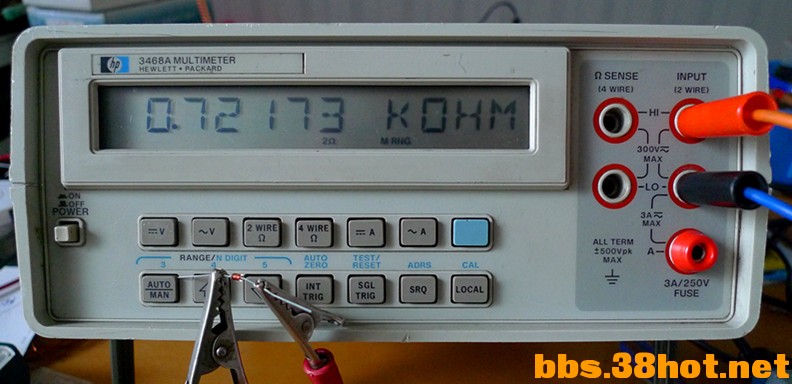 hp 3468A MULTIMETER
HEWLETT • PACKARD
0.72173 KOHM
2Ω M RNG
Ω SENSE
(4 WIRE)
INPUT
(2 WIRE)
HI
300V≂
MAX
LO
3A≂
MAX
A
ALL TERM
±500Vpk
MAX
3A/250V
FUSE
ON
OFF
POWER
⎓V
~V
2 WIRE
Ω
4 WIRE
Ω
⎓A
~A
RANGE/N DIGIT
3 4 5
AUTO
ZERO
TEST/
RESET
ADRS
CAL
AUTO
MAN
INT
TRIG
SGL
TRIG
SRQ
LOCAL
bbs.38hot.net